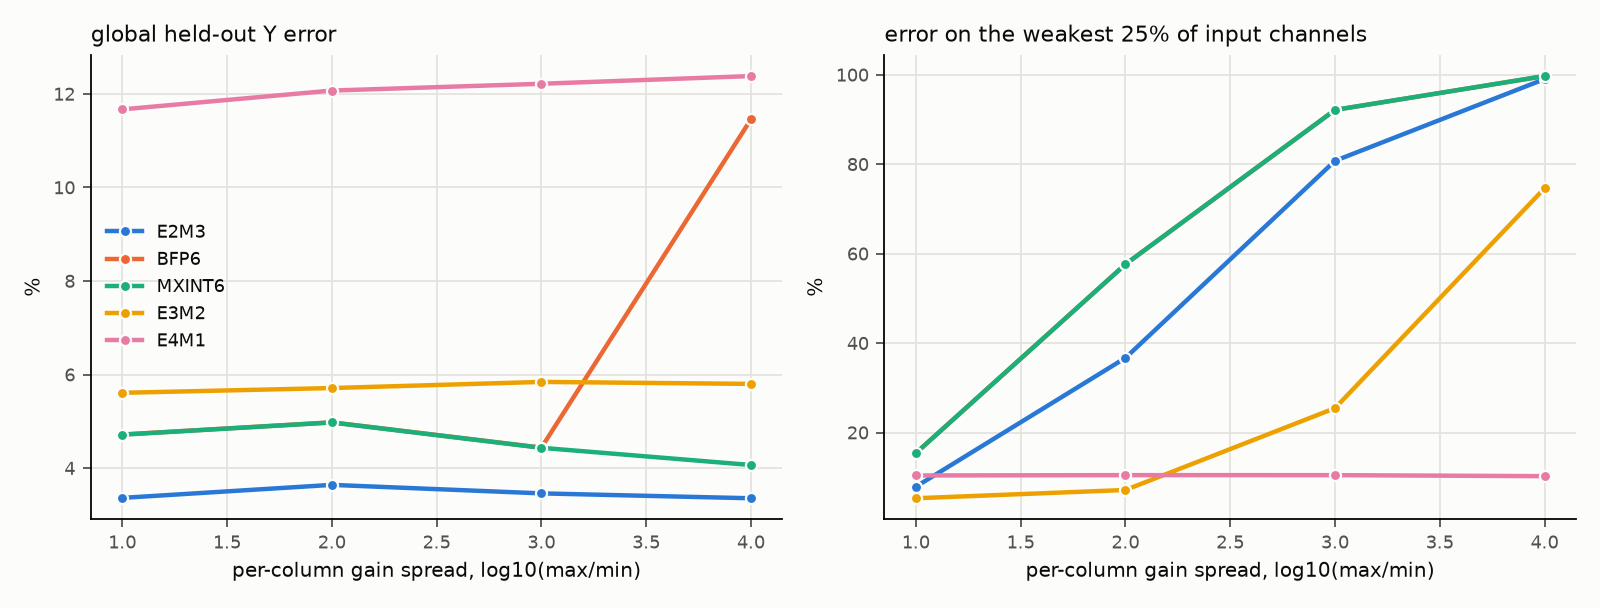 global held-out Y error
12
10
8
6
4
%
E2M3
BFP6
MXINT6
E3M2
E4M1
1.0 1.5 2.0 2.5 3.0 3.5 4.0
per-column gain spread, log10(max/min)
error on the weakest 25% of input channels
100
80
60
40
20
%
1.0 1.5 2.0 2.5 3.0 3.5 4.0
per-column gain spread, log10(max/min)